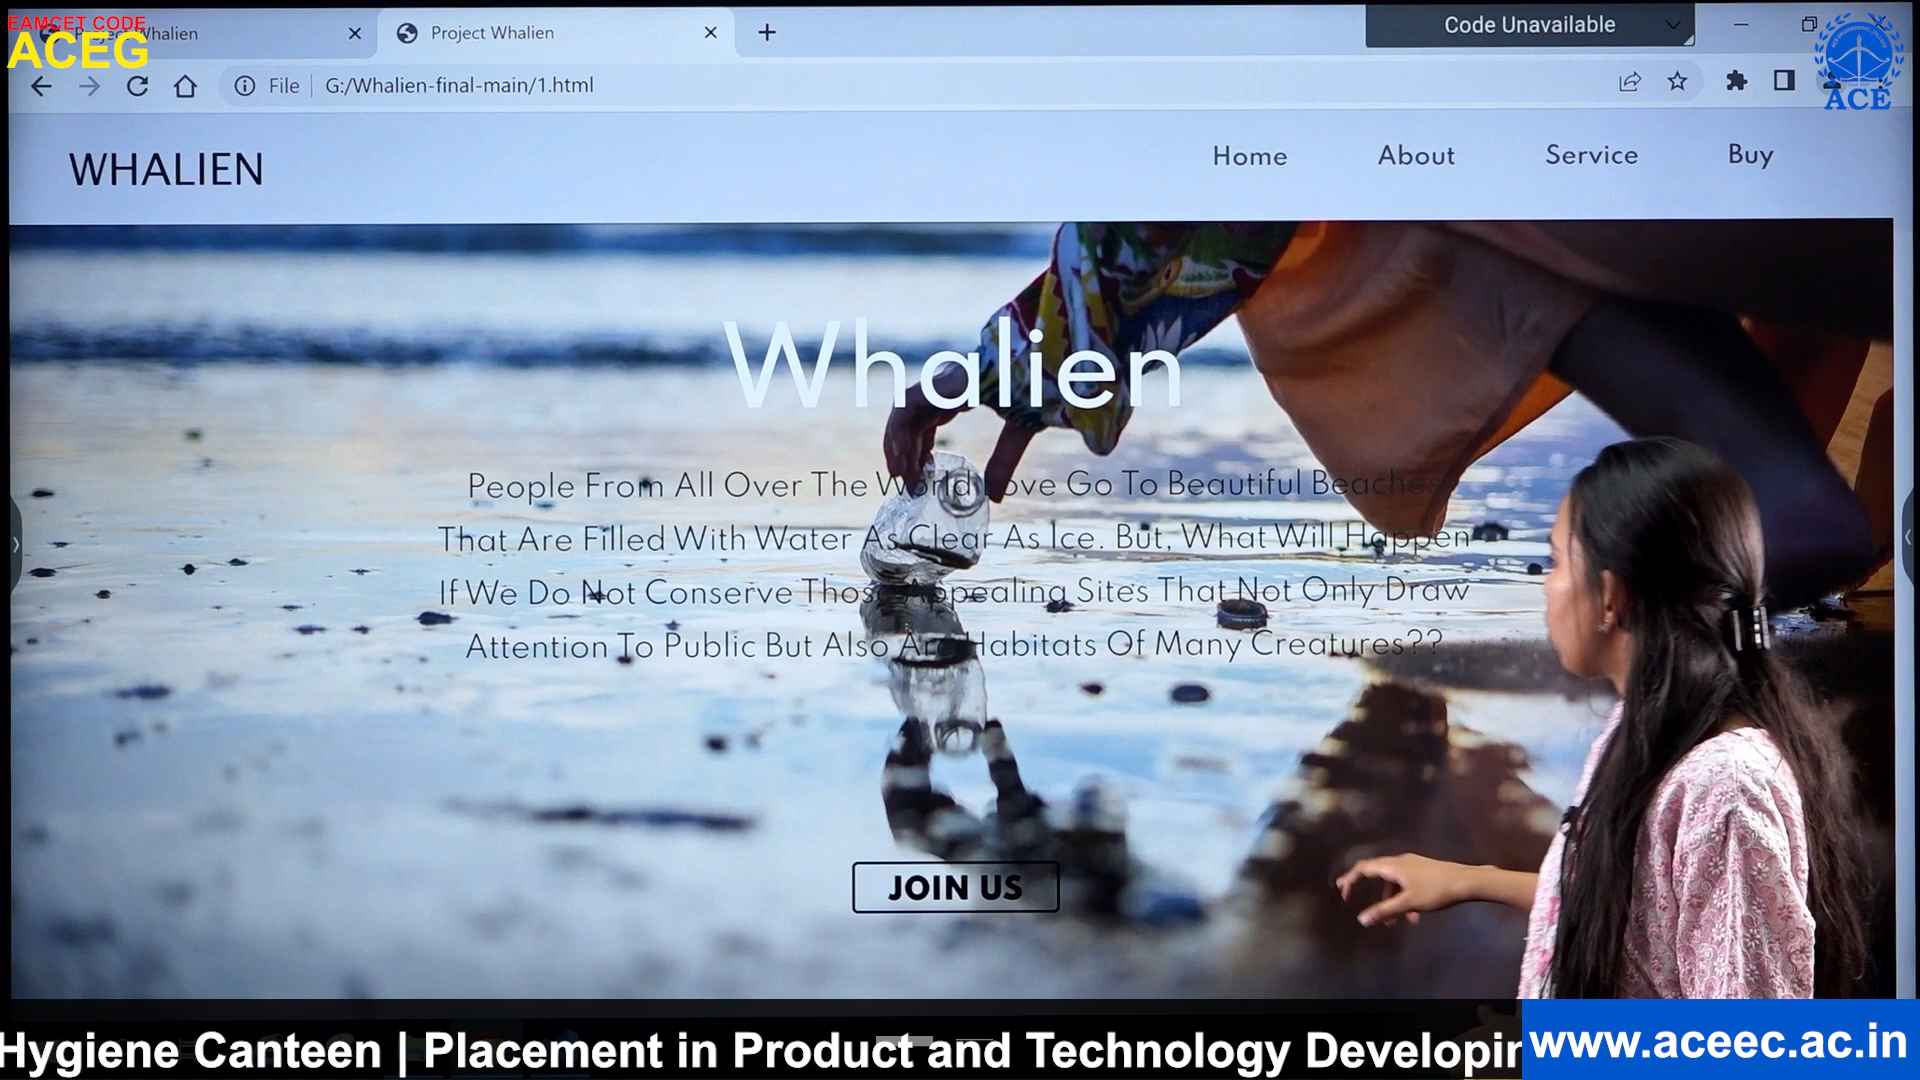 EAMCET CODE
ACEG
Project Whalien
Project Whalien
Code Unavailable
File
G:/Whalien-final-main/1.html
ACE
WHALIEN
Home
About
Service
Buy
Whalien
People From All Over The World Love Go To Beautiful Beaches
That Are Filled With Water As Clear As Ice. But, What Will Happen
If We Do Not Conserve Those Appealing Sites That Not Only Draw
Attention To Public But Also Are Habitats Of Many Creatures??
JOIN US
Hygiene Canteen | Placement in Product and Technology Developin
www.aceec.ac.in